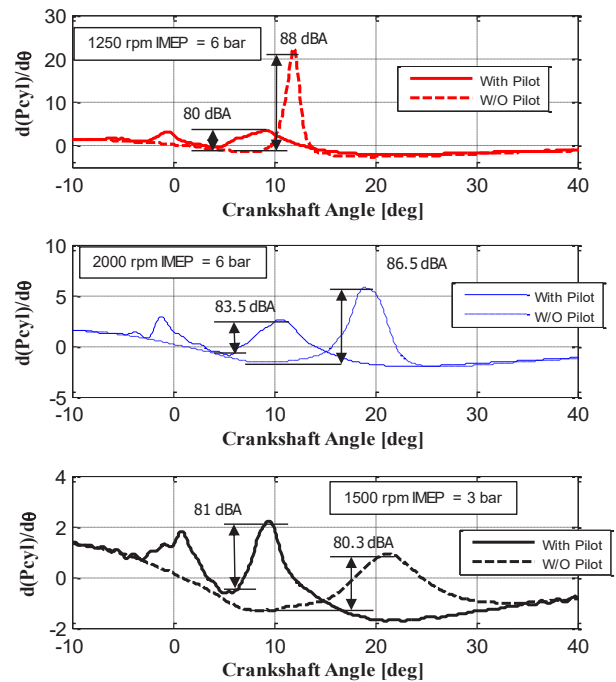 30
20
10
0
-10
d(Pcyl)/dθ
1250 rpm IMEP = 6 bar
88 dBA
80 dBA
With Pilot
W/O Pilot
-10 0 10 20 30 40
Crankshaft Angle [deg]
10
5
0
-5
d(Pcyl)/dθ
2000 rpm IMEP = 6 bar
86.5 dBA
83.5 dBA
With Pilot
W/O Pilot
-10 0 10 20 30 40
Crankshaft Angle [deg]
4
2
0
-2
d(Pcyl)/dθ
1500 rpm IMEP = 3 bar
81 dBA
80.3 dBA
With Pilot
W/O Pilot
-10 0 10 20 30 40
Crankshaft Angle [deg]